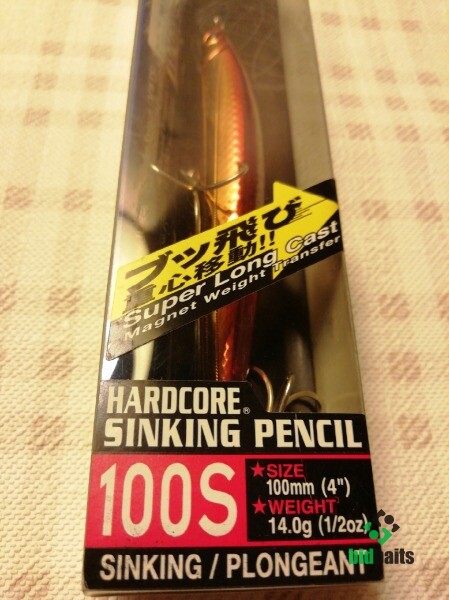 ブッ飛び
重心移動!!
Super Long Cast
Magnet Weight Transfer
HARDCORE®
SINKING PENCIL
100S
★SIZE
100mm (4")
★WEIGHT
14.0g (1/2oz)
SINKING / PLONGEANT
bidbaits